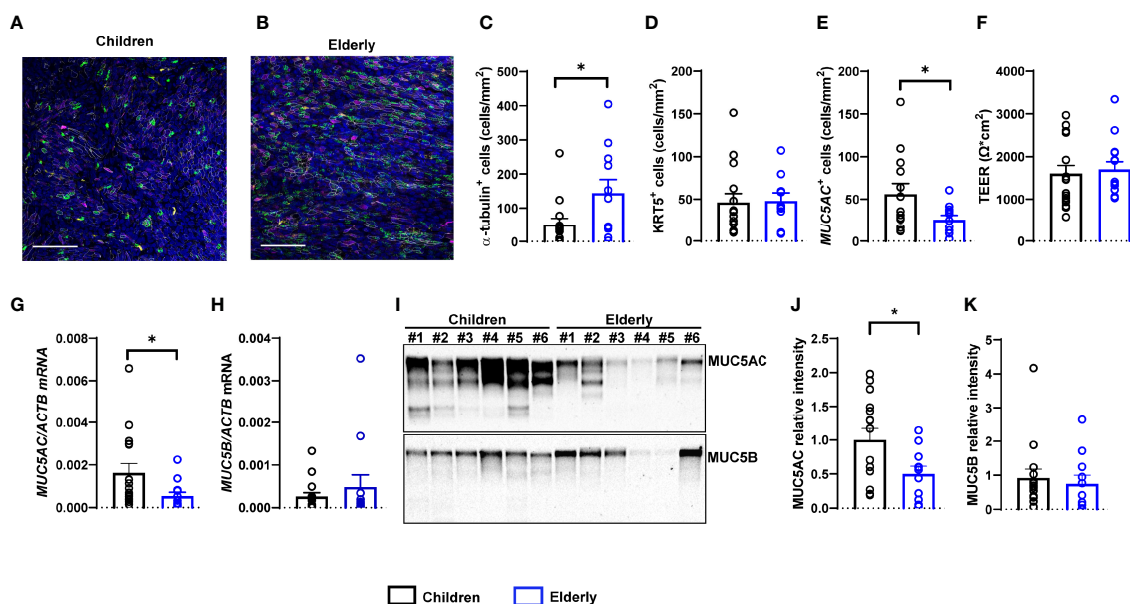 A
Children
B
Elderly
C
α-tubulin+ cells (cells/mm2)
500
400
300
200
100
0
*
D
KRT5+ cells (cells/mm2)
200
150
100
50
0
E
MUC5AC+ cells (cells/mm2)
200
150
100
50
0
*
F
TEER (Ω*cm2)
4000
3000
2000
1000
0
G
MUC5AC/ACTB mRNA
0.008
0.006
0.004
0.002
0.000
*
H
MUC5B/ACTB mRNA
0.004
0.003
0.002
0.001
0.000
I
Children Elderly
#1 #2 #3 #4 #5 #6 #1 #2 #3 #4 #5 #6
MUC5AC
MUC5B
J
MUC5AC relative intensity
2.5
2.0
1.5
1.0
0.5
0.0
*
K
MUC5B relative intensity
5
4
3
2
1
0
Children Elderly